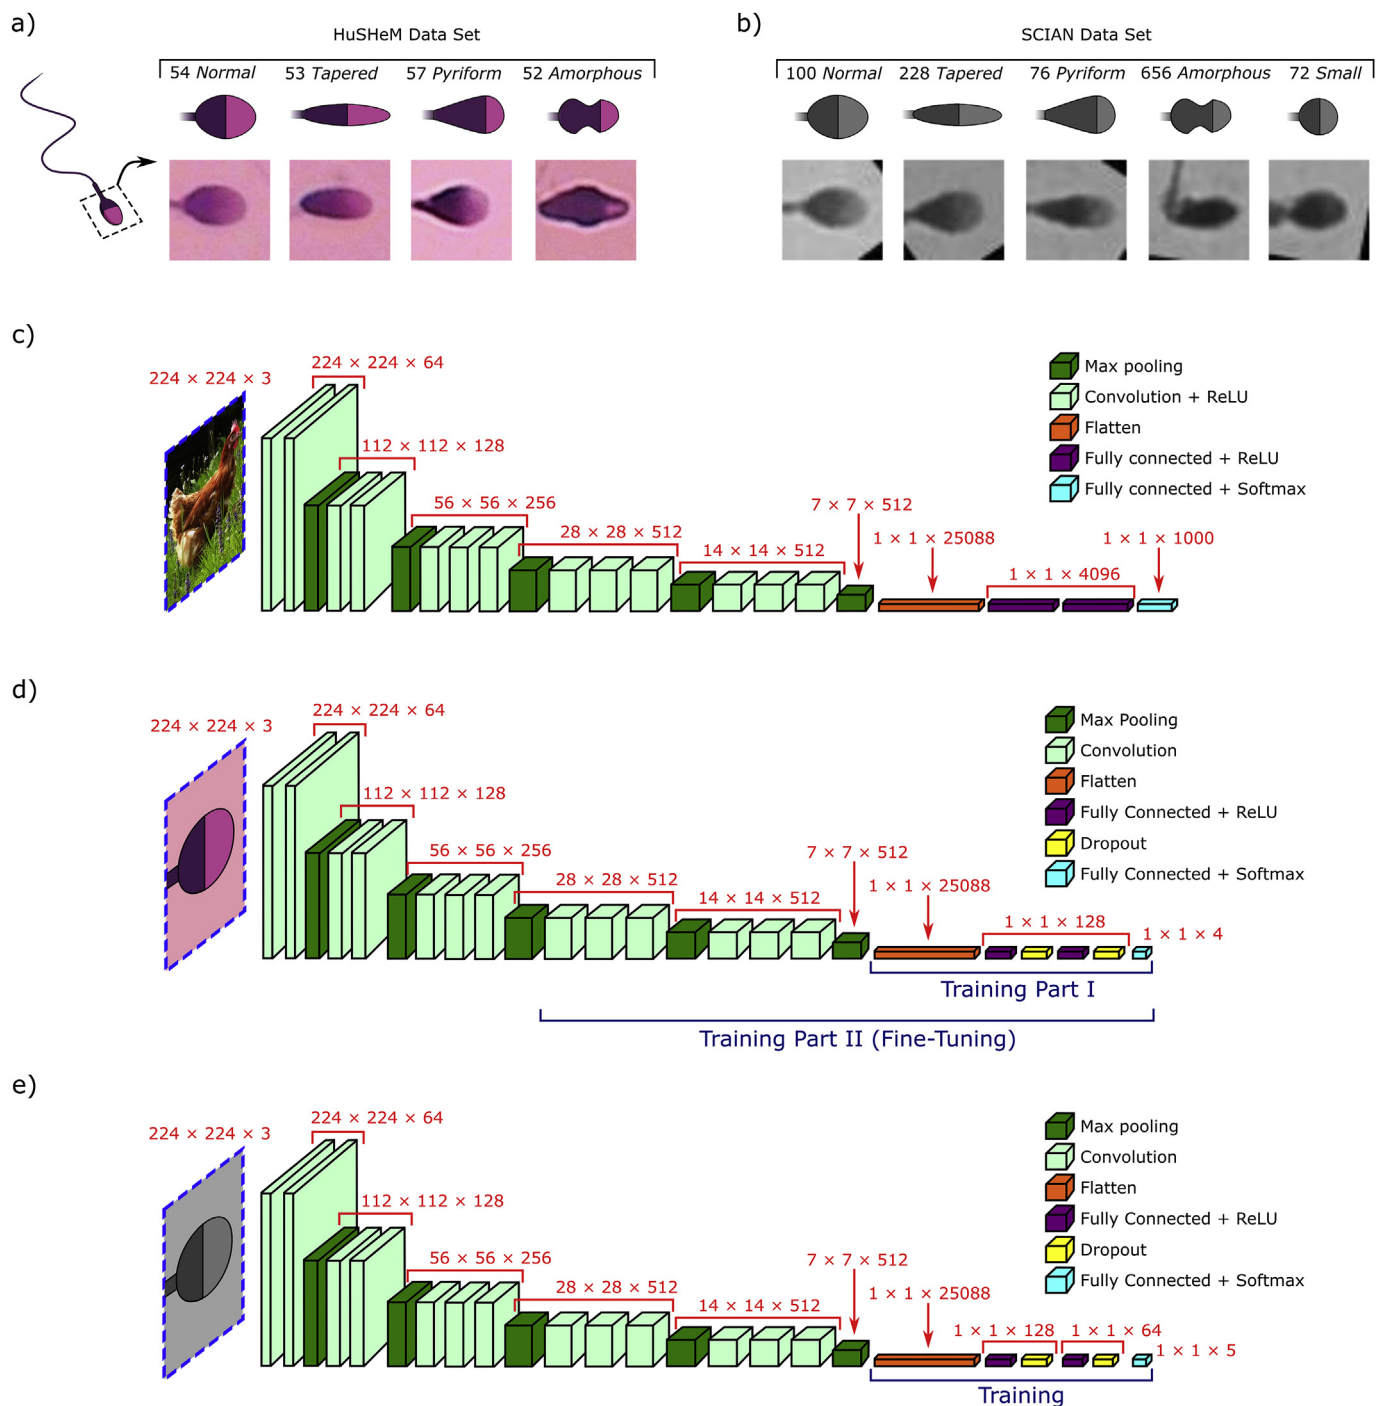 a)
HuSHeM Data Set
54 Normal 53 Tapered 57 Pyriform 52 Amorphous
b)
SCIAN Data Set
100 Normal 228 Tapered 76 Pyriform 656 Amorphous 72 Small
c)
224 × 224 × 3
224 × 224 × 64
112 × 112 × 128
56 × 56 × 256
28 × 28 × 512
14 × 14 × 512
7 × 7 × 512
1 × 1 × 25088
1 × 1 × 4096
1 × 1 × 1000
Max pooling
Convolution + ReLU
Flatten
Fully connected + ReLU
Fully connected + Softmax
d)
224 × 224 × 3
224 × 224 × 64
112 × 112 × 128
56 × 56 × 256
28 × 28 × 512
14 × 14 × 512
7 × 7 × 512
1 × 1 × 25088
1 × 1 × 128
1 × 1 × 4
Max Pooling
Convolution
Flatten
Fully Connected + ReLU
Dropout
Fully Connected + Softmax
Training Part I
Training Part II (Fine-Tuning)
e)
224 × 224 × 3
224 × 224 × 64
112 × 112 × 128
56 × 56 × 256
28 × 28 × 512
14 × 14 × 512
7 × 7 × 512
1 × 1 × 25088
1 × 1 × 128
1 × 1 × 64
1 × 1 × 5
Max pooling
Convolution
Flatten
Fully Connected + ReLU
Dropout
Fully Connected + Softmax
Training